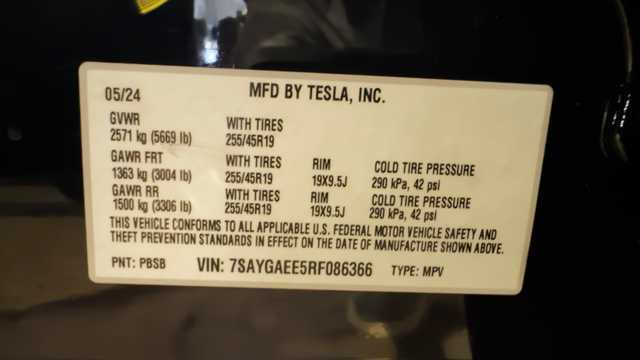 05/24 MFD BY TESLA, INC.
GVWR WITH TIRES
2571 kg (5669 lb) 255/45R19
GAWR FRT WITH TIRES RIM COLD TIRE PRESSURE
1363 kg (3004 lb) 255/45R19 19X9.5J 290 kPa, 42 psi
GAWR RR WITH TIRES RIM COLD TIRE PRESSURE
1500 kg (3306 lb) 255/45R19 19X9.5J 290 kPa, 42 psi
THIS VEHICLE CONFORMS TO ALL APPLICABLE U.S. FEDERAL MOTOR VEHICLE SAFETY AND
THEFT PREVENTION STANDARDS IN EFFECT ON THE DATE OF MANUFACTURE SHOWN ABOVE.
PNT: PBSB VIN: 7SAYGAEE5RF086366 TYPE: MPV